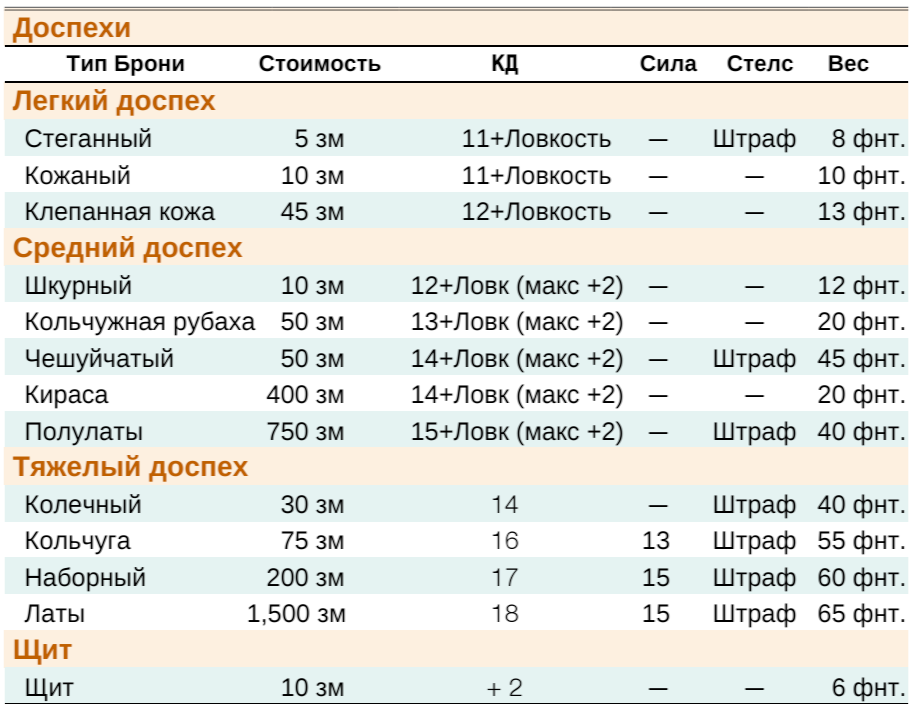 Доспехи
Тип Брони Стоимость КД Сила Стелс Вес
Легкий доспех
Стеганный 5 зм 11+Ловкость — Штраф 8 фнт.
Кожаный 10 зм 11+Ловкость — — 10 фнт.
Клепанная кожа 45 зм 12+Ловкость — — 13 фнт.
Средний доспех
Шкурный 10 зм 12+Ловк (макс +2) — — 12 фнт.
Кольчужная рубаха 50 зм 13+Ловк (макс +2) — — 20 фнт.
Чешуйчатый 50 зм 14+Ловк (макс +2) — Штраф 45 фнт.
Кираса 400 зм 14+Ловк (макс +2) — — 20 фнт.
Полулаты 750 зм 15+Ловк (макс +2) — Штраф 40 фнт.
Тяжелый доспех
Колечный 30 зм 14 — Штраф 40 фнт.
Кольчуга 75 зм 16 13 Штраф 55 фнт.
Наборный 200 зм 17 15 Штраф 60 фнт.
Латы 1,500 зм 18 15 Штраф 65 фнт.
Щит
Щит 10 зм + 2 — — 6 фнт.